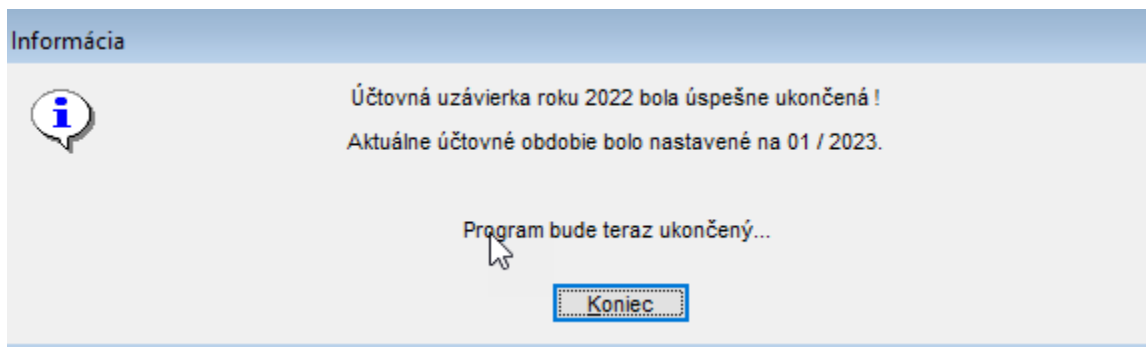 Informácia
Účtovná uzávierka roku 2022 bola úspešne ukončená !
Aktuálne účtovné obdobie bolo nastavené na 01 / 2023.
Program bude teraz ukončený...
Koniec